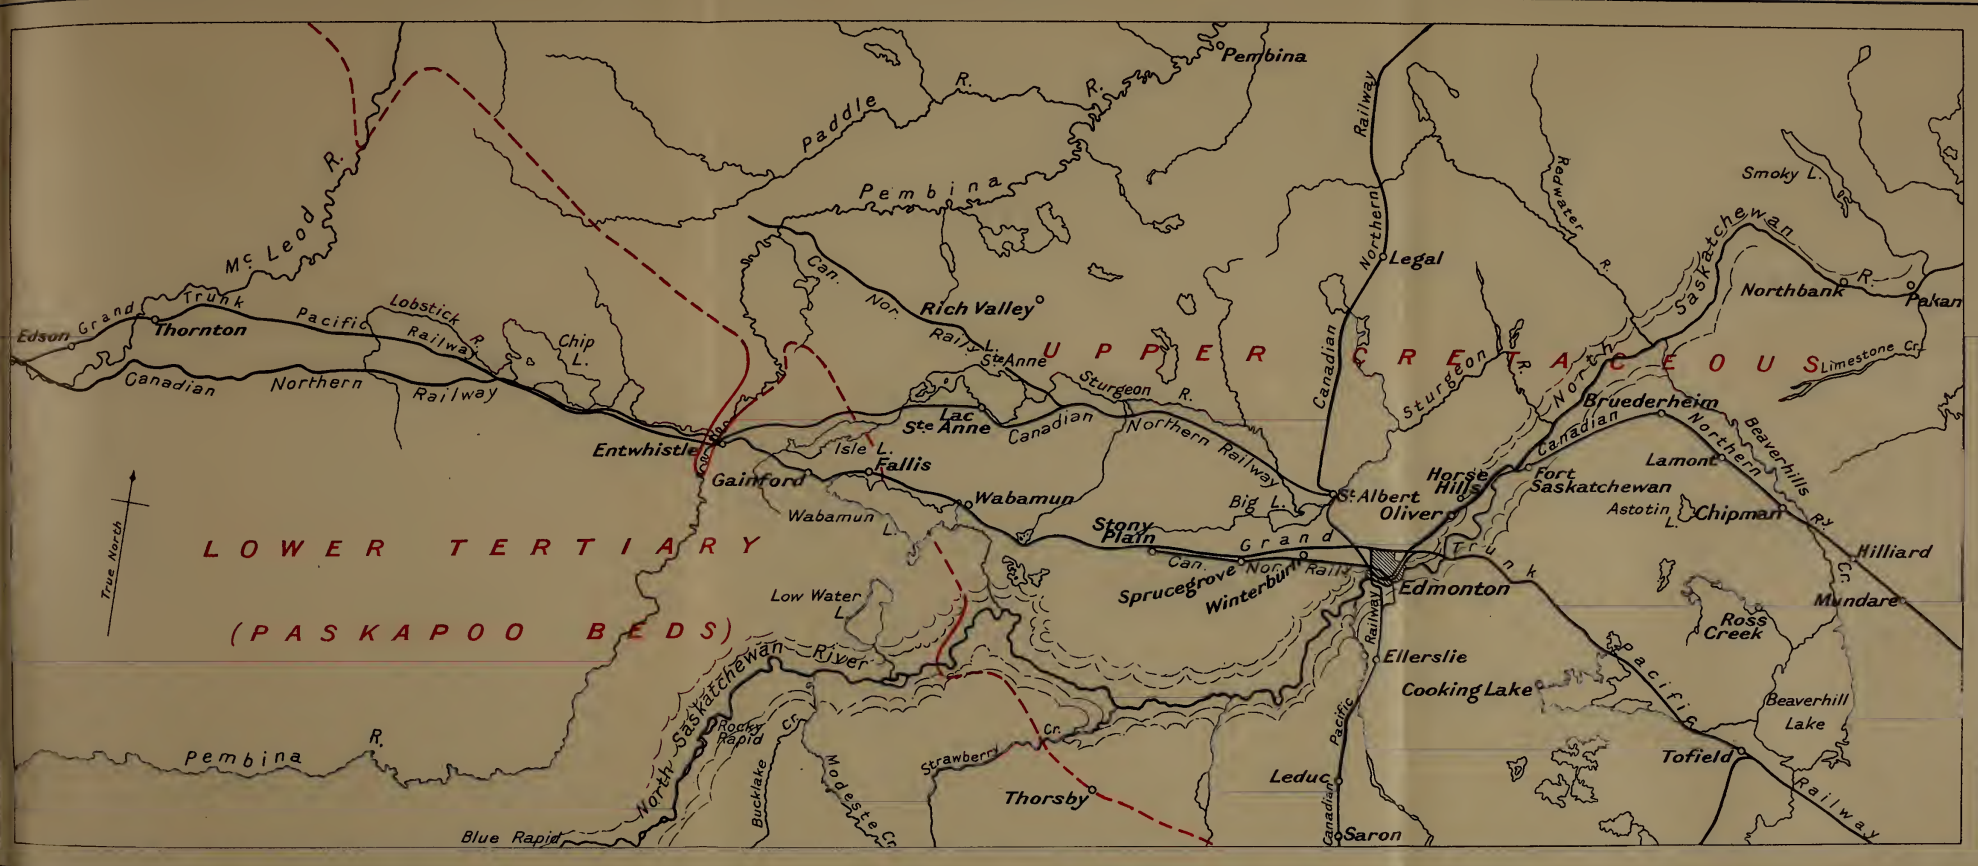 Pembina
Paddle R.
R.
Railway
Mc Leod R.
Pembina
Redwater R.
Smoky L.
North Saskatchewan R.
Can. Nor. Raily
Northern
Legal
Northbank
Pakan
Rich Valley
Edson
Grand Trunk Pacific Railway
Thornton
Lobstick R.
Chip L.
L. Ste Anne
UPPER CRETACEOUS
Limestone Cr.
Canadian
Sturgeon R.
Canadian Northern Railway
Sturgeon R.
Bruederheim
Lac Ste Anne
Canadian Northern Railway
Canadian Northern Ry.
Beaverhills Cr.
Entwhistle
Isle L.
Fallis
Gainford
Wabamun
Wabamun L.
Lamont
Horse Hills
Fort Saskatchewan
St. Albert
Big L.
Oliver
Astotin L.
Chipman
Stony Plain
Grand Trunk Pacific Railway
Hilliard
True North
LOWER TERTIARY
(PASKAPOO BEDS)
Can. Nor. Raily
Sprucegrove
Winterburn
Edmonton
Mundare
Low Water L.
Ross Creek
North Saskatchewan River
Railway
Ellerslie
Cooking Lake
Beaverhill Lake
Pacific
Rocky Rapid
Bucklake Cr.
Modeste Cr.
Strawberry Cr.
Pembina R.
Tofield
Leduc
Thorsby
Canadian
Saron
Blue Rapid